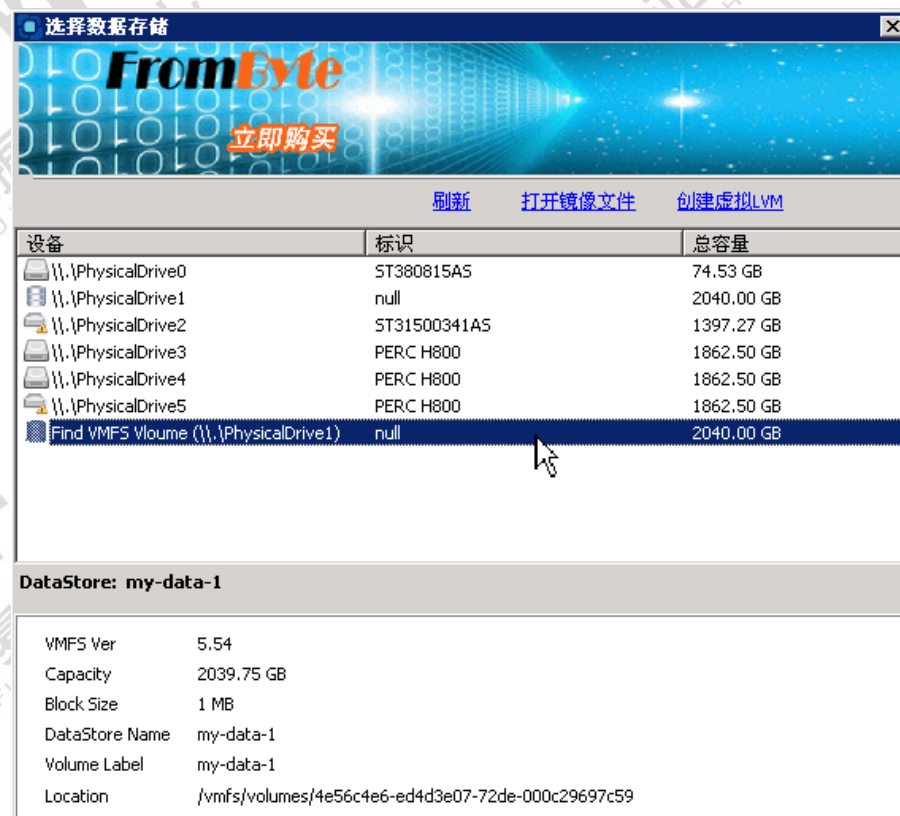 选择数据存储
FromByte
立即购买
刷新 打开镜像文件 创建虚拟LVM
设备 标识 总容量
\\.\PhysicalDrive0 ST380815AS 74.53 GB
\\.\PhysicalDrive1 null 2040.00 GB
\\.\PhysicalDrive2 ST31500341AS 1397.27 GB
\\.\PhysicalDrive3 PERC H800 1862.50 GB
\\.\PhysicalDrive4 PERC H800 1862.50 GB
\\.\PhysicalDrive5 PERC H800 1862.50 GB
Find VMFS Vloume (\\.\PhysicalDrive1) null 2040.00 GB
DataStore: my-data-1
VMFS Ver 5.54
Capacity 2039.75 GB
Block Size 1 MB
DataStore Name my-data-1
Volume Label my-data-1
Location /vmfs/volumes/4e56c4e6-ed4d3e07-72de-000c29697c59